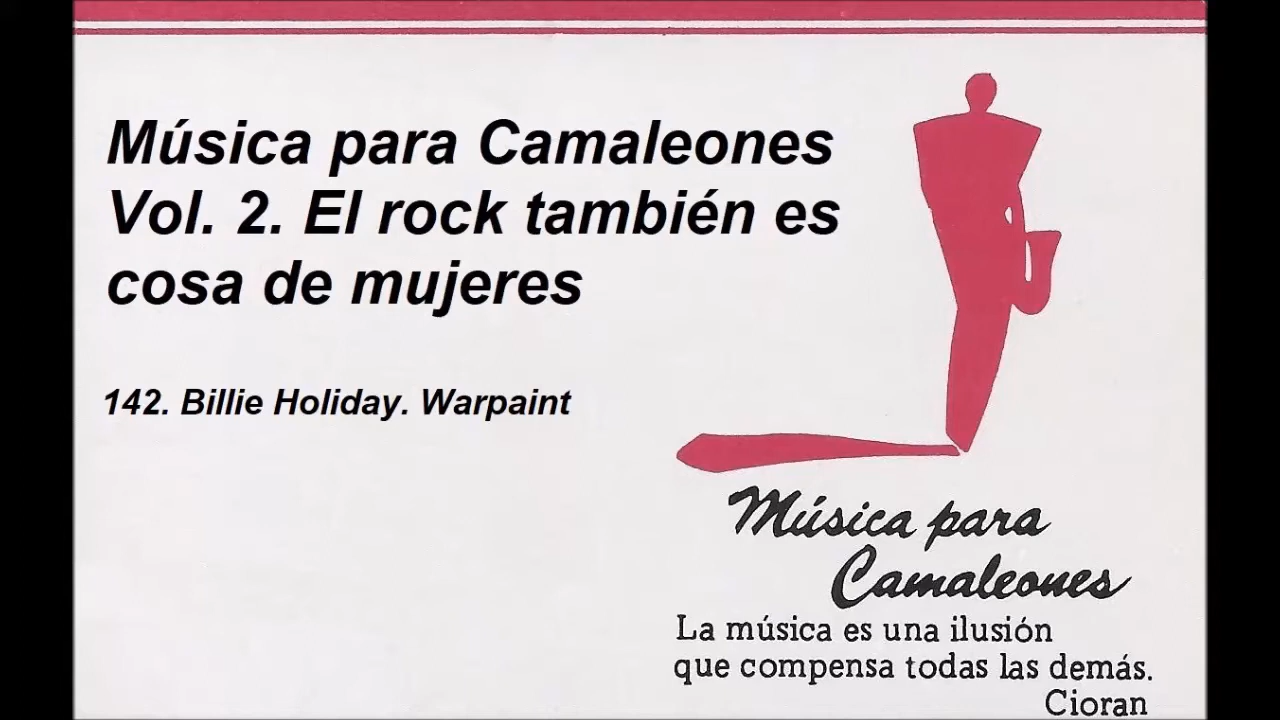 Música para Camaleones
Vol. 2. El rock también es
cosa de mujeres
142. Billie Holiday. Warpaint
Música para
Camaleones
La música es una ilusión
que compensa todas las demás.
Cioran